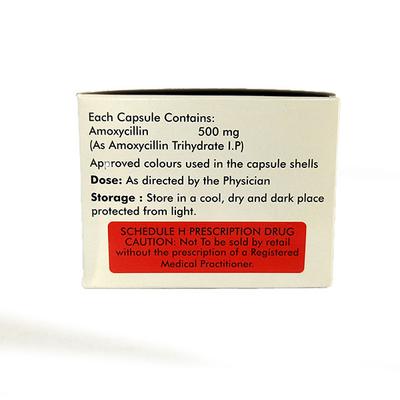 Each Capsule Contains:
Amoxycillin 500 mg
(As Amoxycillin Trihydrate I.P)
Approved colours used in the capsule shells
Dose: As directed by the Physician
Storage : Store in a cool, dry and dark place
protected from light.
SCHEDULE H PRESCRIPTION DRUG
CAUTION: Not To be sold by retail
without the prescription of a Registered
Medical Practitioner.